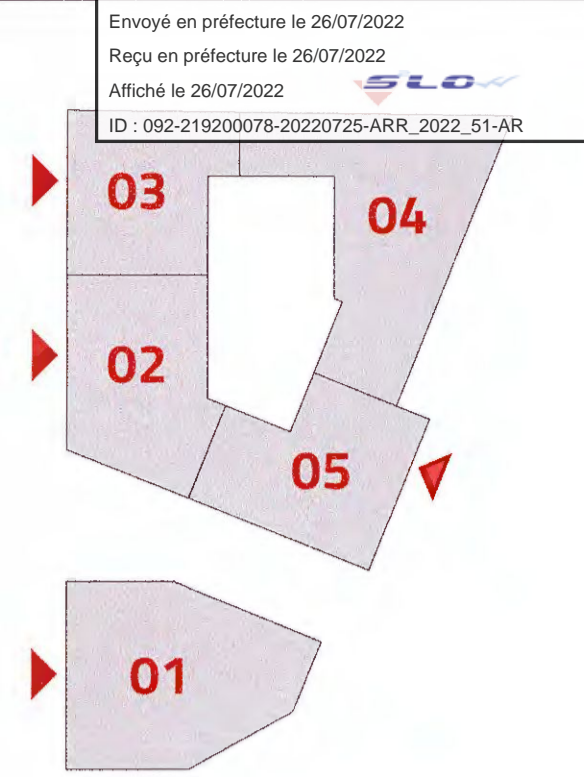 Envoyé en préfecture le 26/07/2022
Reçu en préfecture le 26/07/2022
Affiché le 26/07/2022
SLOW
ID : 092-219200078-20220725-ARR_2022_51-AR
03
04
02
05
01